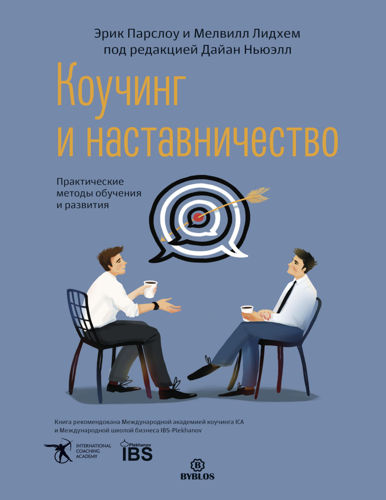 Эрик Парслоу и Мелвилл Лидхем
под редакцией Дайан Ньюэлл
Коучинг
и наставничество
Практические
методы обучения
и развития
Книга рекомендована Международной академией коучинга ICA
и Международной школой бизнеса IBS-Plekhanov
INTERNATIONAL
COACHING
ACADEMY
Plekhanov
IBS
BYBLOS